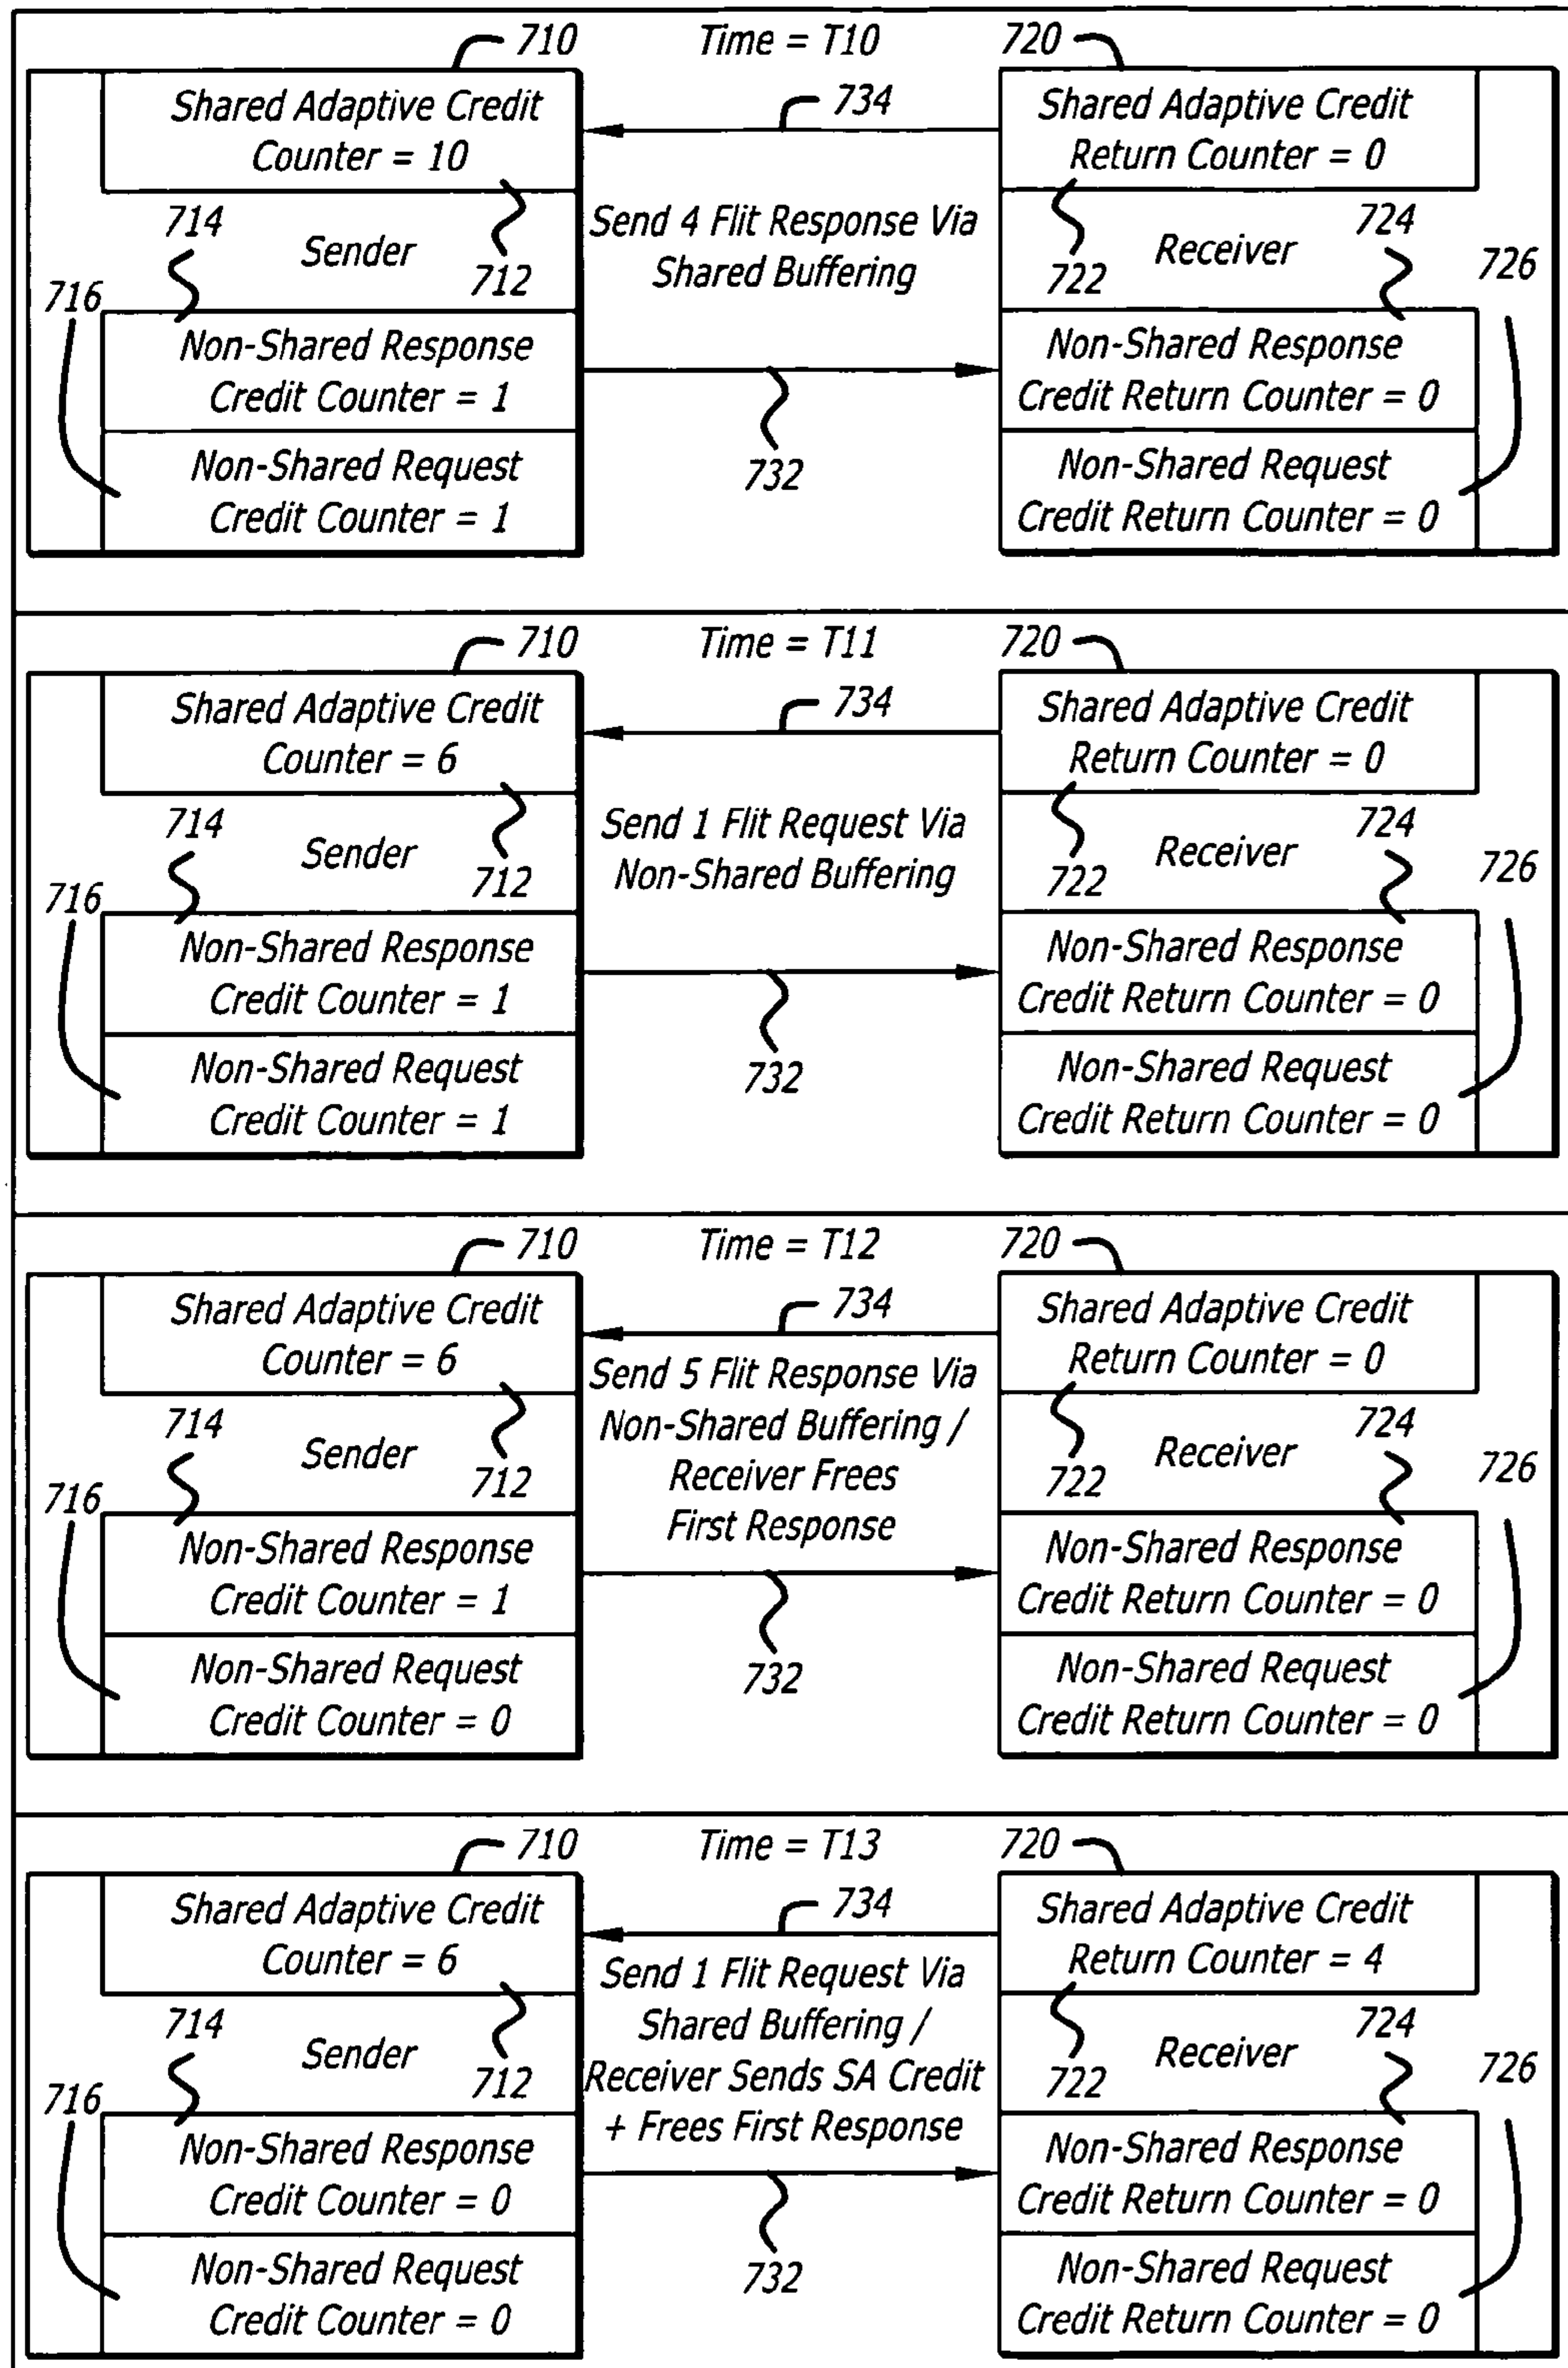 710
Time = T10
720
Shared Adaptive Credit
Counter = 10
734
Shared Adaptive Credit
Return Counter = 0
714
Sender
712
716
Send 4 Flit Response Via
Shared Buffering
722
Receiver
724
726
Non-Shared Response
Credit Counter = 1
Non-Shared Request
Credit Counter = 1
732
Non-Shared Response
Credit Return Counter = 0
Non-Shared Request
Credit Return Counter = 0
710
Time = T11
720
Shared Adaptive Credit
Counter = 6
734
Shared Adaptive Credit
Return Counter = 0
714
Sender
712
716
Send 1 Flit Request Via
Non-Shared Buffering
722
Receiver
724
726
Non-Shared Response
Credit Counter = 1
Non-Shared Request
Credit Counter = 1
732
Non-Shared Response
Credit Return Counter = 0
Non-Shared Request
Credit Return Counter = 0
710
Time = T12
720
Shared Adaptive Credit
Counter = 6
734
Shared Adaptive Credit
Return Counter = 0
714
Sender
712
716
Send 5 Flit Response Via
Non-Shared Buffering /
Receiver Frees
First Response
722
Receiver
724
726
Non-Shared Response
Credit Counter = 1
Non-Shared Request
Credit Counter = 0
732
Non-Shared Response
Credit Return Counter = 0
Non-Shared Request
Credit Return Counter = 0
710
Time = T13
720
Shared Adaptive Credit
Counter = 6
734
Shared Adaptive Credit
Return Counter = 4
714
Sender
712
716
Send 1 Flit Request Via
Shared Buffering /
Receiver Sends SA Credit
+ Frees First Response
722
Receiver
724
726
Non-Shared Response
Credit Counter = 0
Non-Shared Request
Credit Counter = 0
732
Non-Shared Response
Credit Return Counter = 0
Non-Shared Request
Credit Return Counter = 0